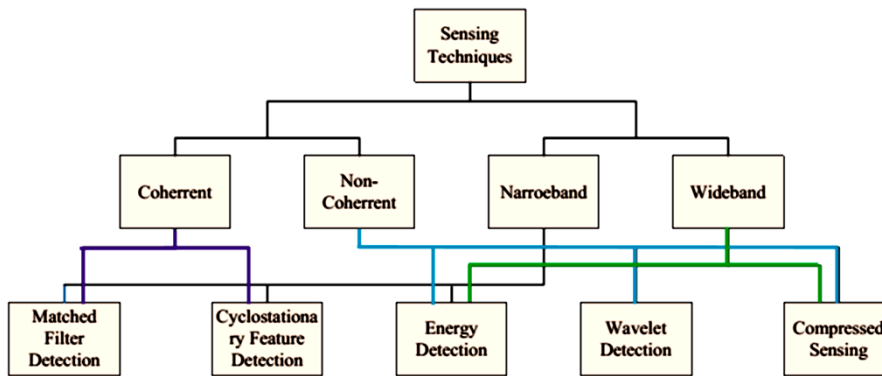 Sensing
Techniques
Coherrent
Non-
Coherrent
Narroeband
Wideband
Matched
Filter
Detection
Cyclostationa
ry Feature
Detection
Energy
Detection
Wavelet
Detection
Compressed
Sensing